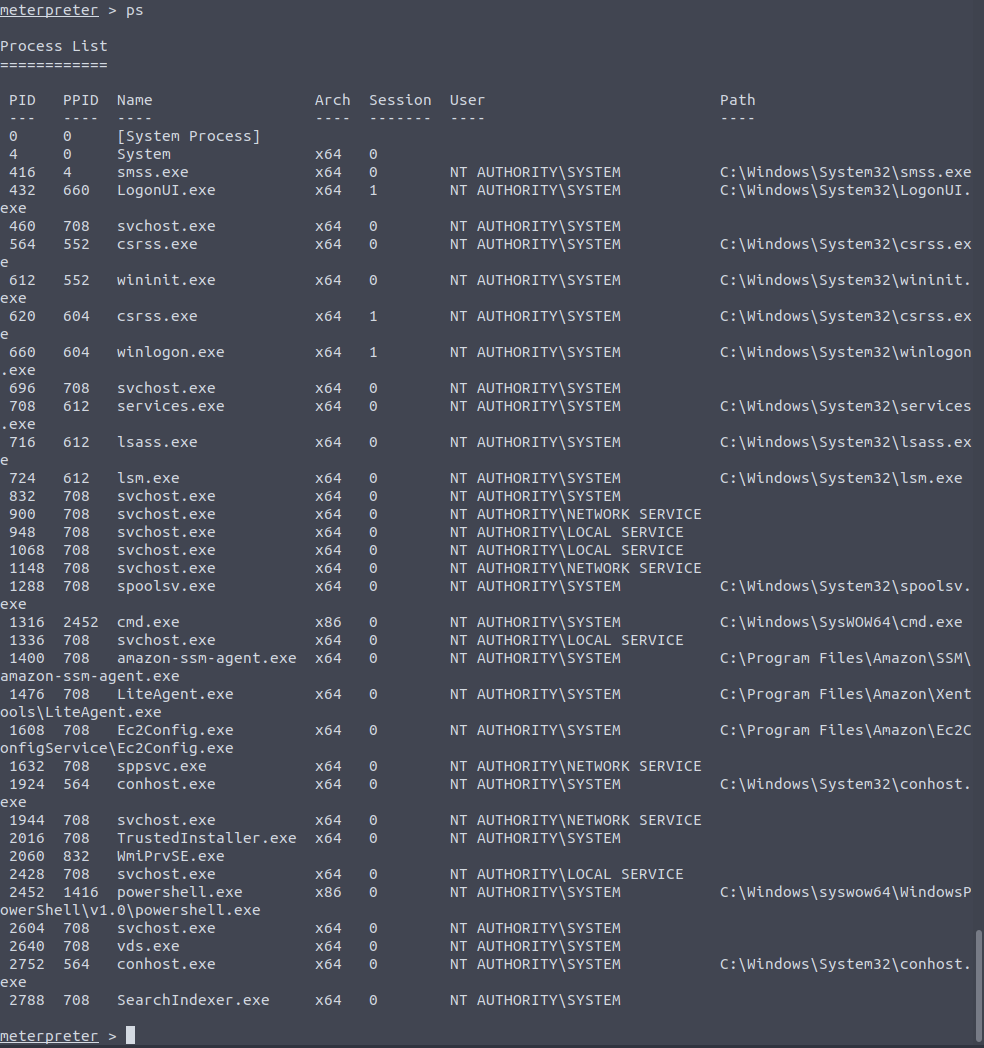 meterpreter > ps
Process List
============
PID   PPID  Name                  Arch  Session  User                          Path
---   ----  ----                  ----  -------  ----                          ----
0     0     [System Process]
4     0     System                x64   0
416   4     smss.exe              x64   0        NT AUTHORITY\SYSTEM           C:\Windows\System32\smss.exe
432   660   LogonUI.exe           x64   1        NT AUTHORITY\SYSTEM           C:\Windows\System32\LogonUI.
exe
460   708   svchost.exe           x64   0        NT AUTHORITY\SYSTEM
564   552   csrss.exe             x64   0        NT AUTHORITY\SYSTEM           C:\Windows\System32\csrss.ex
e
612   552   wininit.exe           x64   0        NT AUTHORITY\SYSTEM           C:\Windows\System32\wininit.
exe
620   604   csrss.exe             x64   1        NT AUTHORITY\SYSTEM           C:\Windows\System32\csrss.ex
e
660   604   winlogon.exe          x64   1        NT AUTHORITY\SYSTEM           C:\Windows\System32\winlogon
.exe
696   708   svchost.exe           x64   0        NT AUTHORITY\SYSTEM
708   612   services.exe          x64   0        NT AUTHORITY\SYSTEM           C:\Windows\System32\services
.exe
716   612   lsass.exe             x64   0        NT AUTHORITY\SYSTEM           C:\Windows\System32\lsass.ex
e
724   612   lsm.exe               x64   0        NT AUTHORITY\SYSTEM           C:\Windows\System32\lsm.exe
832   708   svchost.exe           x64   0        NT AUTHORITY\SYSTEM
900   708   svchost.exe           x64   0        NT AUTHORITY\NETWORK SERVICE
948   708   svchost.exe           x64   0        NT AUTHORITY\LOCAL SERVICE
1068  708   svchost.exe           x64   0        NT AUTHORITY\LOCAL SERVICE
1148  708   svchost.exe           x64   0        NT AUTHORITY\NETWORK SERVICE
1288  708   spoolsv.exe           x64   0        NT AUTHORITY\SYSTEM           C:\Windows\System32\spoolsv.
exe
1316  2452  cmd.exe               x86   0        NT AUTHORITY\SYSTEM           C:\Windows\SysWOW64\cmd.exe
1336  708   svchost.exe           x64   0        NT AUTHORITY\LOCAL SERVICE
1400  708   amazon-ssm-agent.exe  x64   0        NT AUTHORITY\SYSTEM           C:\Program Files\Amazon\SSM\
amazon-ssm-agent.exe
1476  708   LiteAgent.exe         x64   0        NT AUTHORITY\SYSTEM           C:\Program Files\Amazon\Xent
ools\LiteAgent.exe
1608  708   Ec2Config.exe         x64   0        NT AUTHORITY\SYSTEM           C:\Program Files\Amazon\Ec2C
onfigService\Ec2Config.exe
1632  708   sppsvc.exe            x64   0        NT AUTHORITY\NETWORK SERVICE
1924  564   conhost.exe           x64   0        NT AUTHORITY\SYSTEM           C:\Windows\System32\conhost.
exe
1944  708   svchost.exe           x64   0        NT AUTHORITY\NETWORK SERVICE
2016  708   TrustedInstaller.exe  x64   0        NT AUTHORITY\SYSTEM
2060  832   WmiPrvSE.exe
2428  708   svchost.exe           x64   0        NT AUTHORITY\LOCAL SERVICE
2452  1416  powershell.exe        x86   0        NT AUTHORITY\SYSTEM           C:\Windows\syswow64\WindowsP
owerShell\v1.0\powershell.exe
2604  708   svchost.exe           x64   0        NT AUTHORITY\SYSTEM
2640  708   vds.exe               x64   0        NT AUTHORITY\SYSTEM
2752  564   conhost.exe           x64   0        NT AUTHORITY\SYSTEM           C:\Windows\System32\conhost.
exe
2788  708   SearchIndexer.exe     x64   0        NT AUTHORITY\SYSTEM
meterpreter >